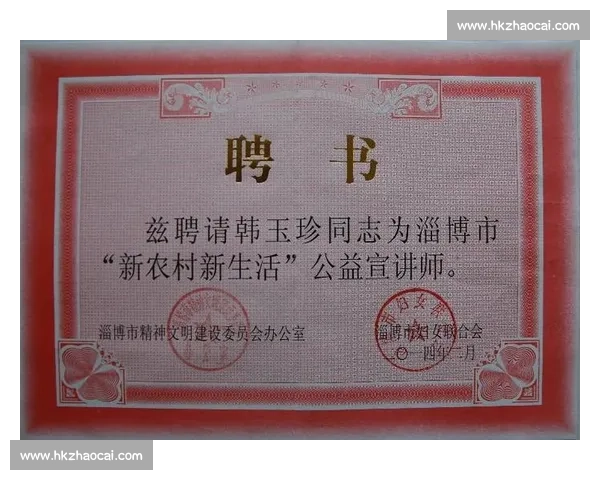 www.hkzhaocai.com
聘书
兹聘请韩玉珍同志为淄博市
“新农村新生活”公益宣讲师。
淄博市精神文明建设委员会办公室
淄博市妇女联合会
二〇一四年 月
www.hkzhaocai.com